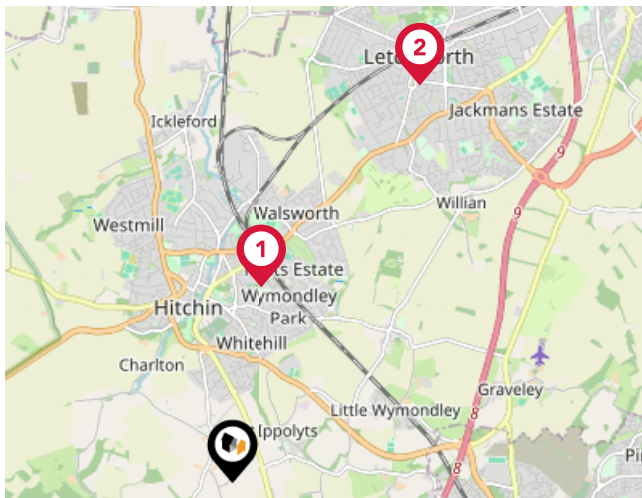 2
Letchworth
Jackmans Estate
Ickleford
9
Willian
9
Walsworth
Westmill
1
Estate
Wymondley
Park
Hitchin
Whitehill
Charlton
Graveley
Little Wymondley
8
Ippolyts
8